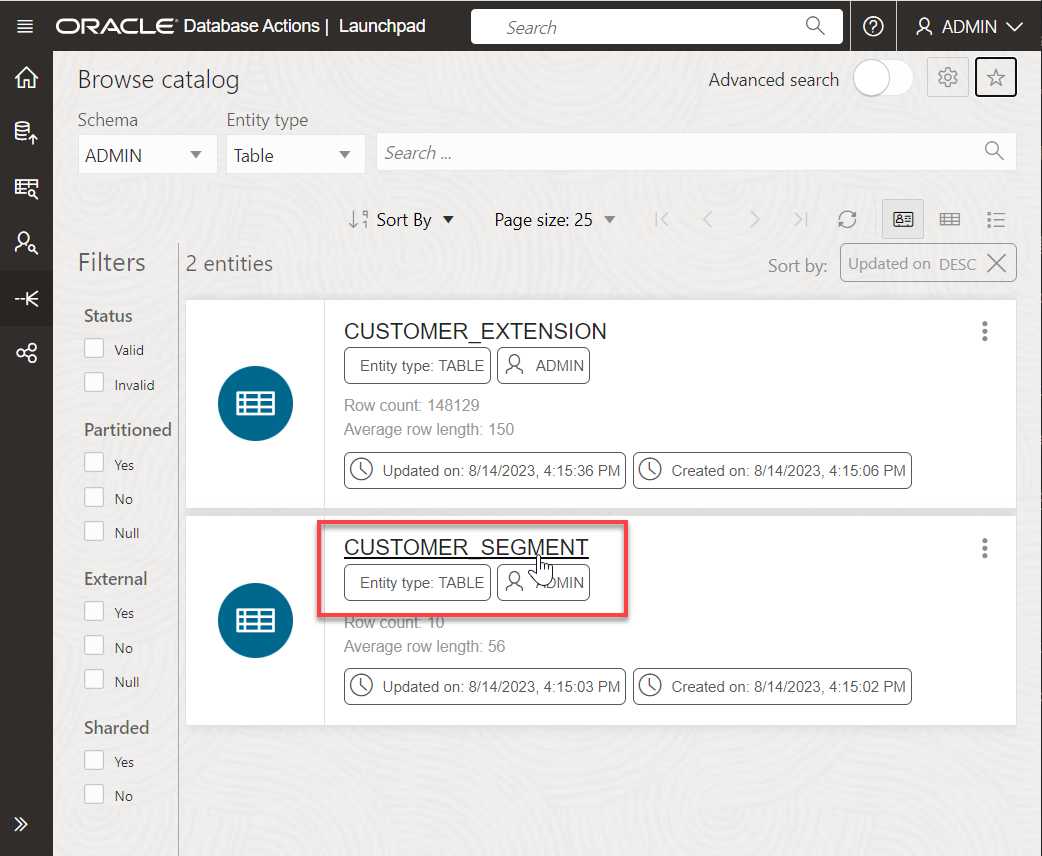 ORACLE Database Actions | Launchpad
Search
ADMIN
Browse catalog
Advanced search
Schema
Entity type
ADMIN
Table
Search ...
Sort By
Page size: 25
Filters
2 entities
Sort by:
Updated on DESC
Status
Valid
Invalid
Partitioned
Yes
No
Null
External
Yes
No
Null
Sharded
Yes
No
CUSTOMER_EXTENSION
Entity type: TABLE
ADMIN
Row count: 148129
Average row length: 150
Updated on: 8/14/2023, 4:15:36 PM
Created on: 8/14/2023, 4:15:06 PM
CUSTOMER_SEGMENT
Entity type: TABLE
ADMIN
Row count: 10
Average row length: 56
Updated on: 8/14/2023, 4:15:03 PM
Created on: 8/14/2023, 4:15:02 PM